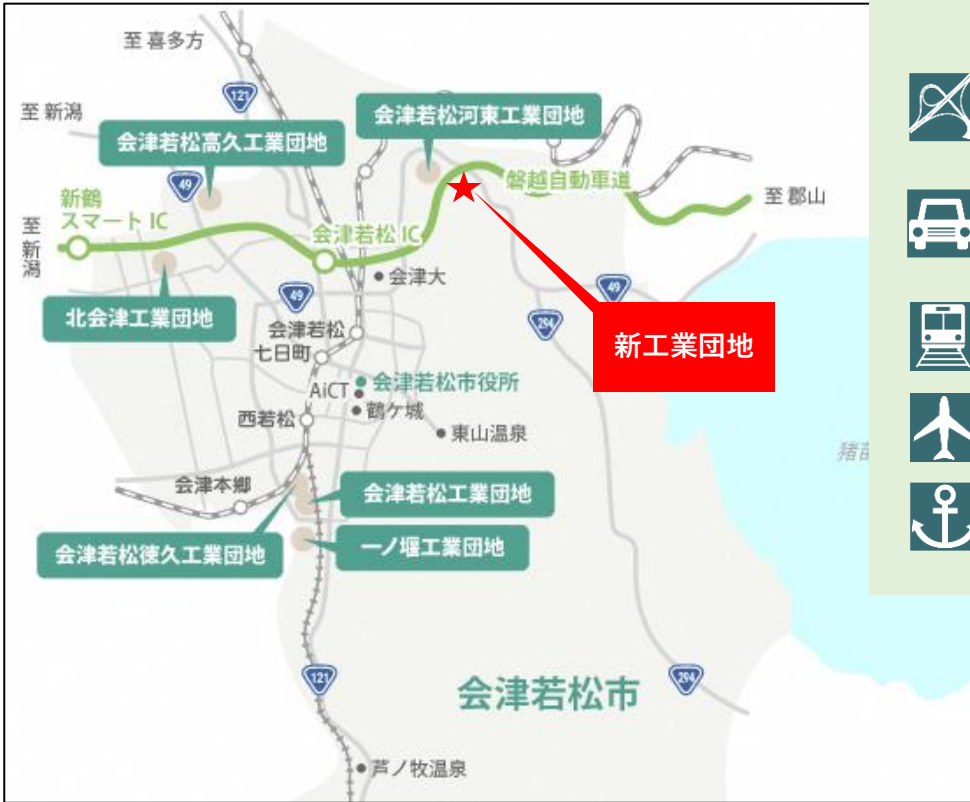 至 喜多方
121
至 新潟
会津若松河東工業団地
会津若松高久工業団地
49
新鶴
スマート IC
磐越自動車道
至 郡山
至
新
潟
会津若松 IC
会津大
49
49
294
北会津工業団地
会津若松
七日町
新工業団地
AiCT
会津若松市役所
鶴ケ城
西若松
東山温泉
猪苗
会津本郷
会津若松工業団地
会津若松徳久工業団地
一ノ堰工業団地
121
会津若松市
294
芦ノ牧温泉